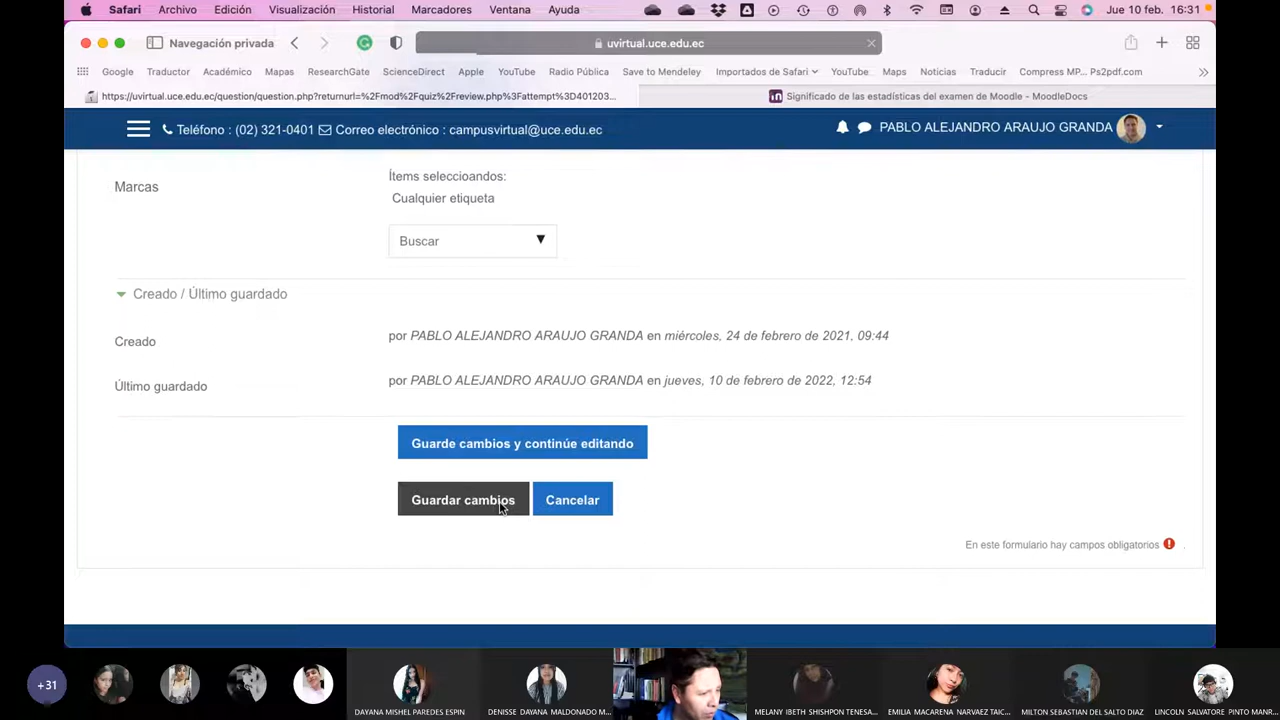 Safari Archivo Edición Visualización Historial Marcadores Ventana Ayuda Jue 10 feb. 16:31
Navegación privada uvirtual.uce.edu.ec
Google Traductor Académico Mapas ResearchGate ScienceDirect Apple YouTube Radio Pública Save to Mendeley Importados de Safari YouTube Maps Noticias Traducir Compress MP... Ps2pdf.com
https://uvirtual.uce.edu.ec/question/question.php?returnurl=%2Fmod%2Fquiz%2Freview.php%3Fattempt%3D401203... Significado de las estadísticas del examen de Moodle - MoodleDocs
Teléfono : (02) 321-0401 Correo electrónico : campusvirtual@uce.edu.ec PABLO ALEJANDRO ARAUJO GRANDA
Ítems seleccioandos:
Marcas
Cualquier etiqueta
Buscar
Creado / Último guardado
Creado por PABLO ALEJANDRO ARAUJO GRANDA en miércoles, 24 de febrero de 2021, 09:44
Último guardado por PABLO ALEJANDRO ARAUJO GRANDA en jueves, 10 de febrero de 2022, 12:54
Guarde cambios y continúe editando
Guardar cambios Cancelar
En este formulario hay campos obligatorios
+31
DAYANA MISHEL PAREDES ESPIN DENISSE DAYANA MALDONADO M... MELANY IBETH SHISHPON TENESA... EMILIA MACARENA NARVAEZ TAIC... MILTON SEBASTIAN DEL SALTO DIAZ LINCOLN SALVATORE PINTO MANR...